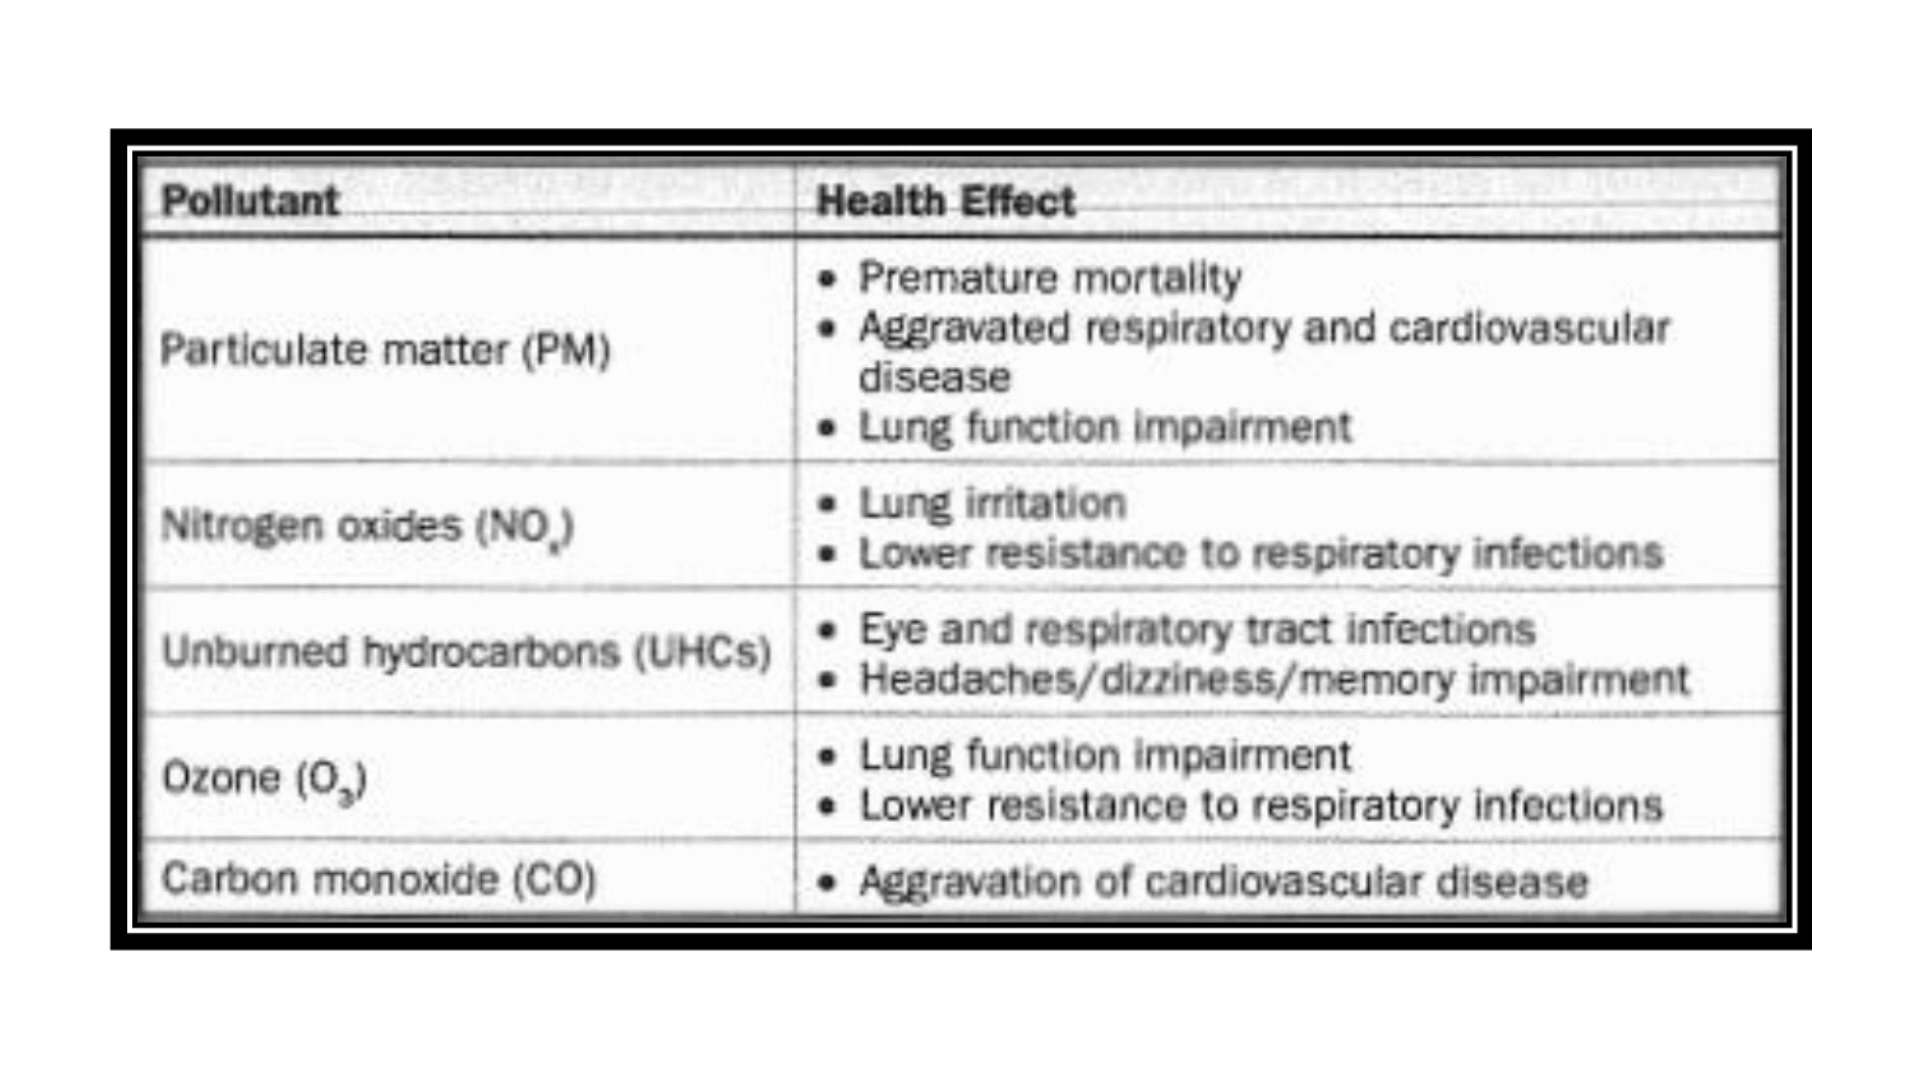 Pollutant
Health Effect
Particulate matter (PM)
• Premature mortality
• Aggravated respiratory and cardiovascular
disease
• Lung function impairment
Nitrogen oxides (NOx)
• Lung irritation
• Lower resistance to respiratory infections
Unburned hydrocarbons (UHCs)
• Eye and respiratory tract infections
• Headaches/dizziness/memory impairment
Ozone (O₃)
• Lung function impairment
• Lower resistance to respiratory infections
Carbon monoxide (CO)
• Aggravation of cardiovascular disease